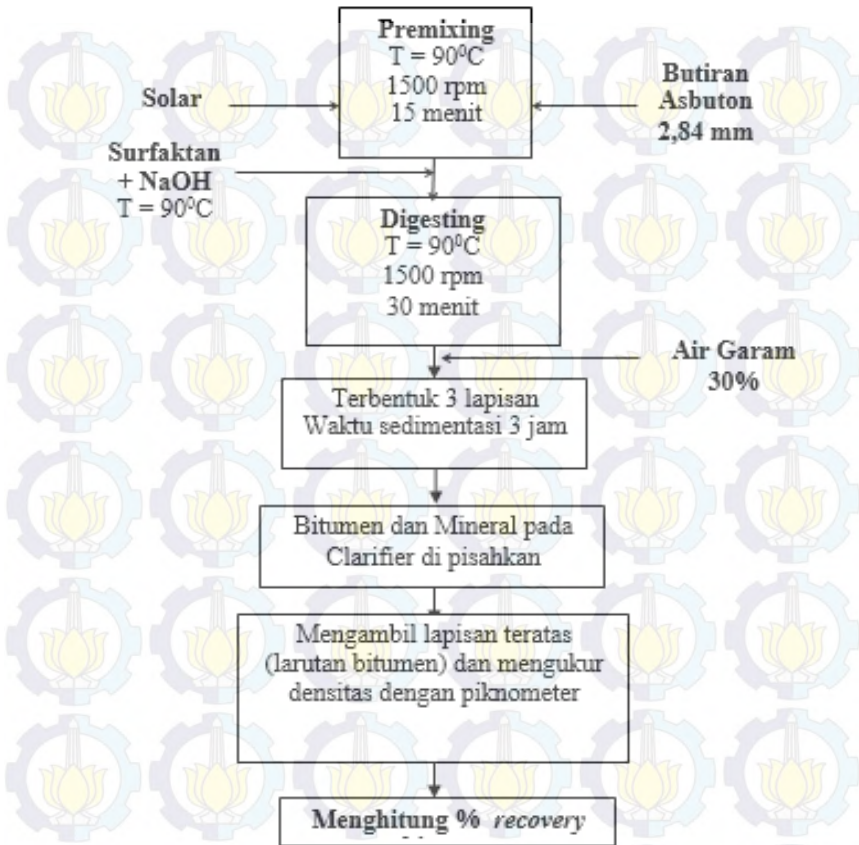 Premixing
T = 90⁰C
1500 rpm
15 menit
Solar
Butiran
Asbuton
2,84 mm
Surfaktan
+ NaOH
T = 90⁰C
Digesting
T = 90⁰C
1500 rpm
30 menit
Air Garam
30%
Terbentuk 3 lapisan
Waktu sedimentasi 3 jam
Bitumen dan Mineral pada
Clarifier di pisahkan
Mengambil lapisan teratas
(larutan bitumen) dan mengukur
densitas dengan piknometer
Menghitung % recovery